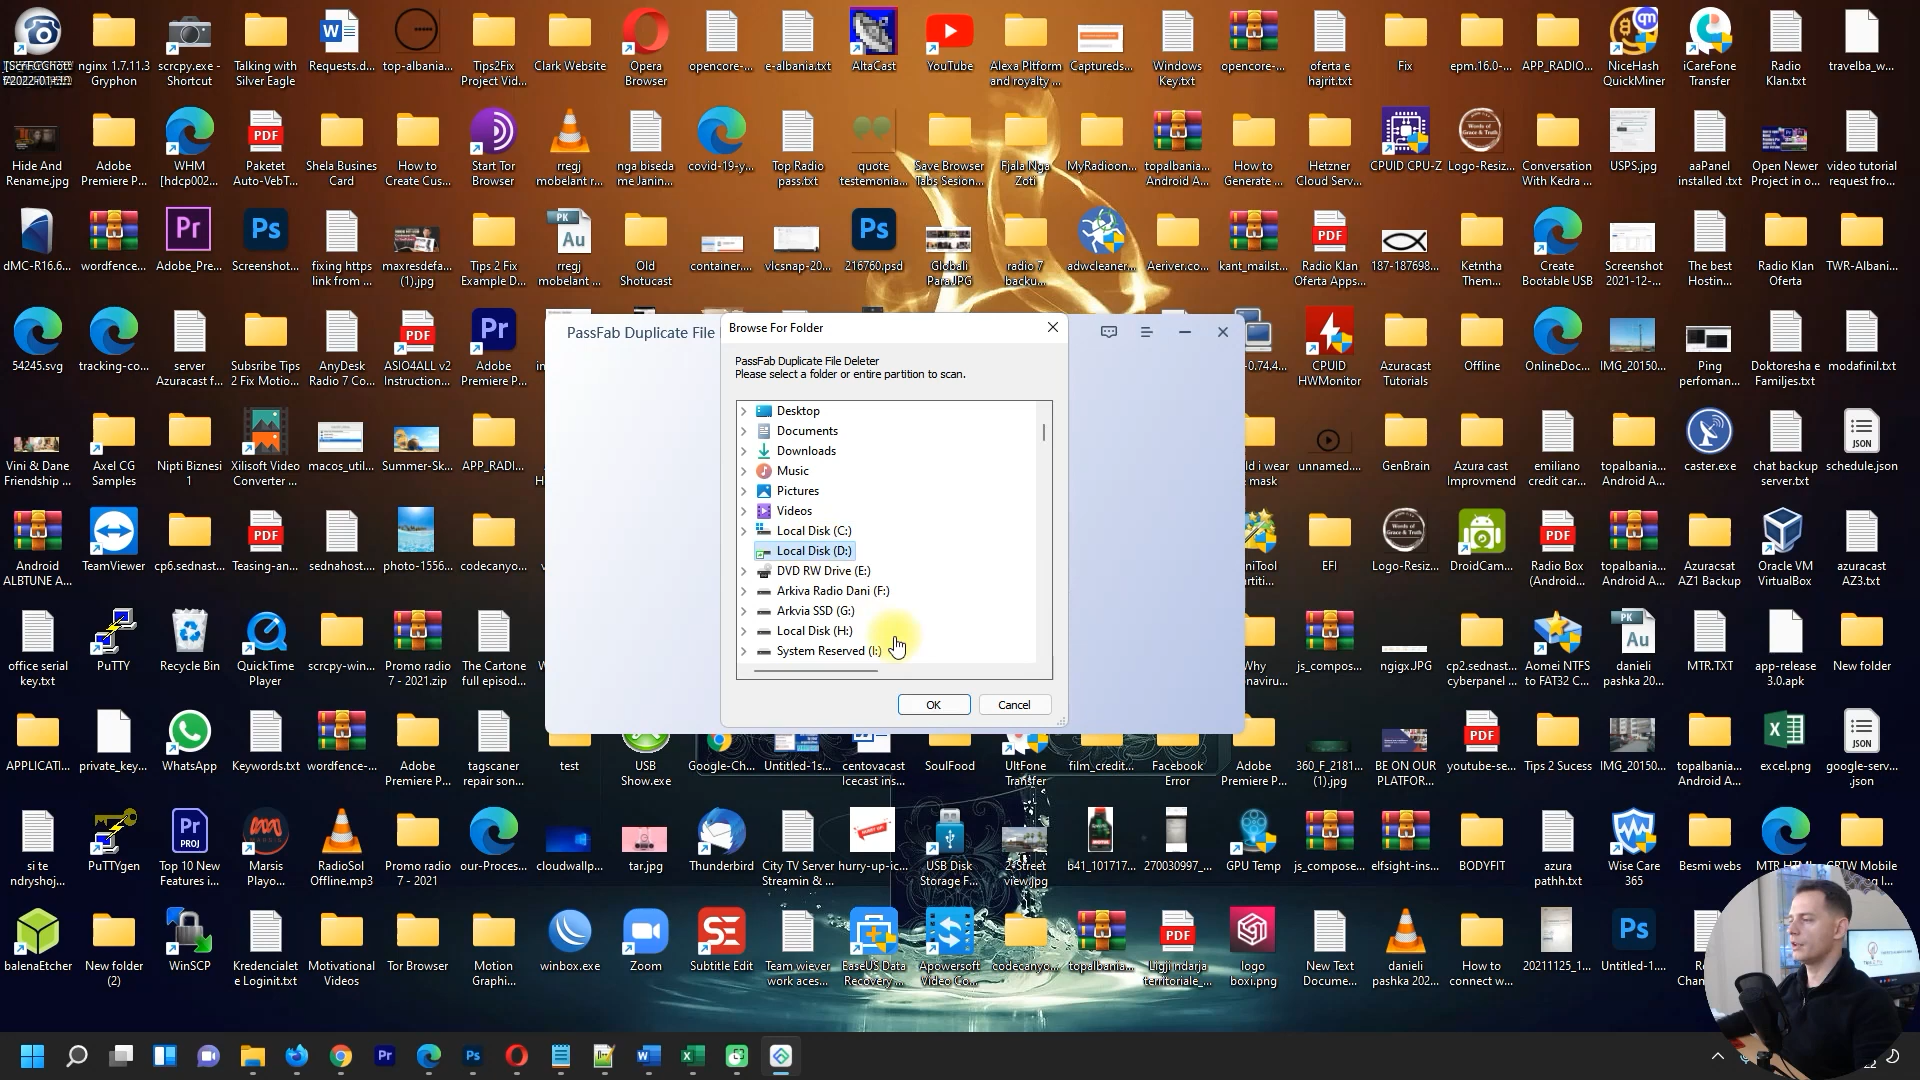 nginx 1.7.11.3
Gryphon
scrcpy.exe -
Shortcut
Talking with
Silver Eagle
Requests.d...
top-albania...
Tips2Fix
Project Vid...
Clark Website
Opera
Browser
opencore-...
e-albania.txt
AltaCast
YouTube
Alexa Pltform
and royalty ...
Captureds...
Windows
Key.txt
opencore-...
oferta e
hajrit.txt
Fix
epm.16.0-...
APP_RADIO...
NiceHash
QuickMiner
iCareFone
Transfer
Radio
Klan.txt
travelba_w...
Hide And
Rename.jpg
Adobe
Premiere P...
WHM
[hdcp002...
Paketet
Auto-VebT...
Shela Busines
Card
How to
Create Cus...
Start Tor
Browser
rregj
mobelant r...
nga biseda
me Janin...
covid-19-y...
Top Radio
pass.txt
quote
testemonia...
Save Browser
Tabs Sesion...
Fjala Nga
Zoti
MyRadioon...
topalbania...
Android A...
How to
Generate ...
Hetzner
Cloud Serv...
CPUID CPU-Z
Logo-Resiz...
Conversation
With Kedra ...
USPS.jpg
aaPanel
installed .txt
Open Newer
Project in o...
video tutorial
request fro...
dMC-R16.6...
wordfence...
Adobe_Pre...
Screenshot...
fixing https
link from ...
maxresdefa...
(1).jpg
Tips 2 Fix
Example D...
rregj
mobelant ...
Old
Shotucast
container....
vlcsnap-20...
216760.psd
Globali
Para.JPG
radio 7
backu...
adwcleaner...
Aeriver.co...
kant_mailst...
Radio Klan
Oferta Apps...
187-187698...
Ketntha
Them...
Create
Bootable USB
Screenshot
2021-12-...
The best
Hostin...
Radio Klan
Oferta
TWR-Albani...
54245.svg
tracking-co...
server
Azuracast f...
Subsribe Tips
2 Fix Motio...
AnyDesk
Radio 7 Co...
ASIO4ALL v2
Instruction...
Adobe
Premiere P...
PassFab Duplicate File
Browse For Folder
PassFab Duplicate File Deleter
Please select a folder or entire partition to scan.
Desktop
Documents
Downloads
Music
Pictures
Videos
Local Disk (C:)
Local Disk (D:)
DVD RW Drive (E:)
Arkiva Radio Dani (F:)
Arkvia SSD (G:)
Local Disk (H:)
System Reserved (I:)
OK
Cancel
-0.74.4...
CPUID
HWMonitor
Azuracast
Tutorials
Offline
OnlineDoc...
IMG_20150...
Ping
perfoman...
Doktoresha e
Familjes.txt
modafinil.txt
Vini & Dane
Friendship ...
Axel CG
Samples
Nipti Biznesi
1
Xilisoft Video
Converter ...
macos_util...
Summer-Sk...
APP_RADI...
ld i wear
e mask
unnamed....
GenBrain
Azura cast
Improvmend
emiliano
credit car...
topalbania...
Android A...
caster.exe
chat backup
server.txt
schedule.json
Android
ALBTUNE A...
TeamViewer
cp6.sednast...
Teasing-an...
sednahost....
photo-1556...
codecanyo...
niTool
artiti...
EFI
Logo-Resiz...
DroidCam...
Radio Box
(Android...
topalbania...
Android A...
Azuracsat
AZ1 Backup
Oracle VM
VirtualBox
azuracast
AZ3.txt
office serial
key.txt
PuTTY
Recycle Bin
QuickTime
Player
scrcpy-win...
Promo radio
7 - 2021.zip
The Cartone
full episod...
Why
onaviru...
js_compos...
ngigx.JPG
cp2.sednast...
cyberpanel ...
Aomei NTFS
to FAT32 C...
danieli
pashka 20...
MTR.TXT
app-release
3.0.apk
New folder
APPLICATI...
private_key...
WhatsApp
Keywords.txt
wordfence-...
Adobe
Premiere P...
tagscaner
repair son...
test
USB
Show.exe
Google-Ch...
Untitled-1s...
centovacast
Icecast ins...
SoulFood
UltFone
Transfer
film_credit...
Facebook
Error
Adobe
Premiere P...
360_F_2181...
(1).jpg
BE ON OUR
PLATFOR...
youtube-se...
Tips 2 Sucess
IMG_20150...
topalbania...
Android A...
excel.png
google-serv...
.json
si te
ndryshoj...
PuTTYgen
Top 10 New
Features i...
Marsis
Playo...
RadioSol
Offline.mp3
Promo radio
7 - 2021
our-Proces...
cloudwallp...
tar.jpg
Thunderbird
City TV Server
Streamin & ...
hurry-up-ic...
USB Disk
Storage F...
2-Street
view.jpg
b41_101717...
270030997_...
GPU Temp
js_compose...
elfsight-ins...
BODYFIT
azura
pathh.txt
Wise Care
365
Besmi webs
balenaEtcher
New folder
(2)
WinSCP
Kredencialet
e Loginit.txt
Motivational
Videos
Tor Browser
Motion
Graphi...
winbox.exe
Zoom
Subtitle Edit
Team wiever
work aces...
EaseUS Data
Recovery ...
Apowersoft
Video Co...
codecanyo...
topalbania...
Ligji ndarja
territoriale_...
logo
boxi.png
New Text
Docume...
danieli
pashka 202...
How to
connect w...
20211125_1...
Untitled-1....